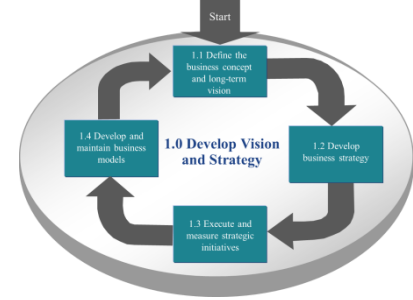 Start
1.1 Define the
business concept
and long-term
vision
1.0 Develop Vision
and Strategy
1.2 Develop
business strategy
1.3 Execute and
measure strategic
initiatives
1.4 Develop and
maintain business
models